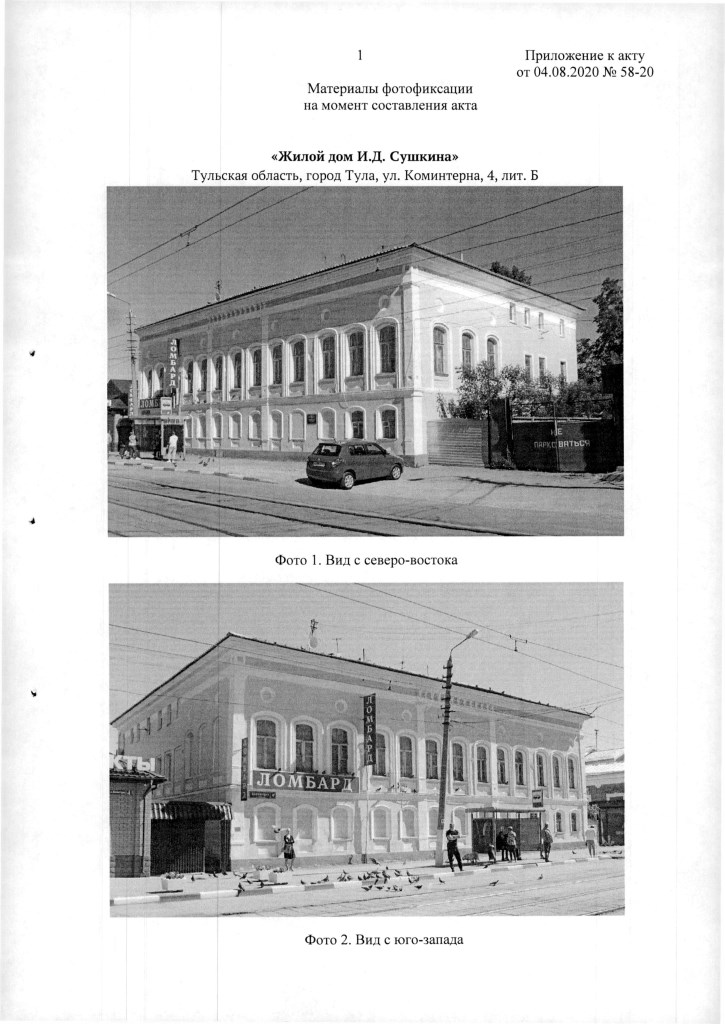 1
Приложение к акту
от 04.08.2020 № 58-20
Материалы фотофиксации
на момент составления акта
«Жилой дом И.Д. Сушкина»
Тульская область, город Тула, ул. Коминтерна, 4, лит. Б
ЛОМБАРД
ЛОМБ
НЕ
ПАРКОВАТЬСЯ
Фото 1. Вид с северо-востока
ЛОМБАРД
КТЫ
ЛОМБАРД
Фото 2. Вид с юго-запада